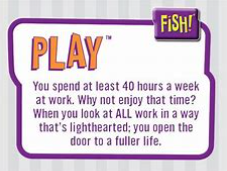 FISH!
PLAY™
You spend at least 40 hours a week
at work. Why not enjoy that time?
When you look at ALL work in a way
that's lighthearted; you open the
door to a fuller life.